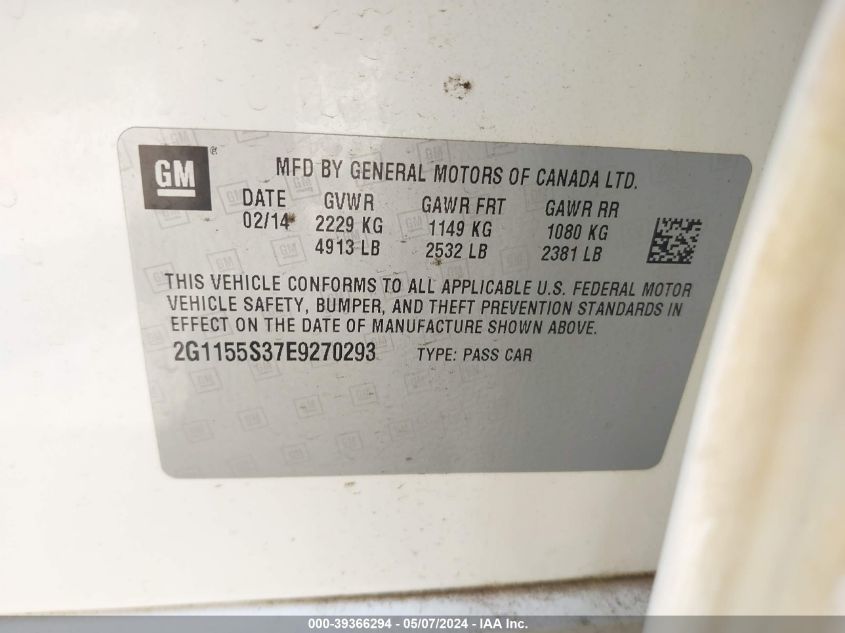 GM®
MFD BY GENERAL MOTORS OF CANADA LTD.
DATE GVWR GAWR FRT GAWR RR
02/14 2229 KG 1149 KG 1080 KG
4913 LB 2532 LB 2381 LB
THIS VEHICLE CONFORMS TO ALL APPLICABLE U.S. FEDERAL MOTOR
VEHICLE SAFETY, BUMPER, AND THEFT PREVENTION STANDARDS IN
EFFECT ON THE DATE OF MANUFACTURE SHOWN ABOVE.
2G1155S37E9270293 TYPE: PASS CAR
000-39366294 - 05/07/2024 - IAA Inc.